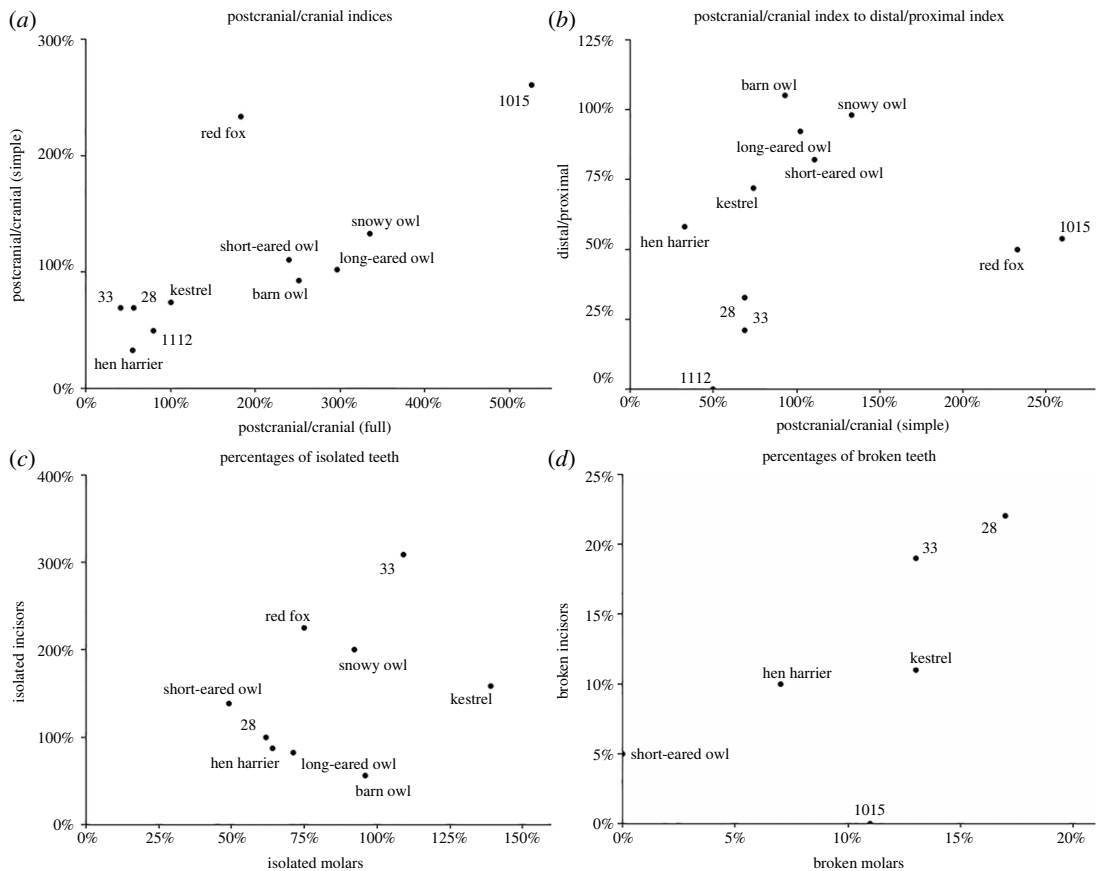 (a)
postcranial/cranial indices
300%
200%
100%
0%
postcranial/cranial (simple)
1015
red fox
snowy owl
short-eared owl
long-eared owl
barn owl
33
28
kestrel
1112
hen harrier
0%
100%
200%
300%
400%
500%
postcranial/cranial (full)
(b)
postcranial/cranial index to distal/proximal index
125%
100%
75%
50%
25%
0%
distal/proximal
barn owl
snowy owl
long-eared owl
short-eared owl
kestrel
hen harrier
1015
red fox
28
33
1112
0%
50%
100%
150%
200%
250%
postcranial/cranial (simple)
(c)
percentages of isolated teeth
400%
300%
200%
100%
0%
isolated incisors
33
red fox
snowy owl
short-eared owl
kestrel
28
hen harrier
long-eared owl
barn owl
0%
25%
50%
75%
100%
125%
150%
isolated molars
(d)
percentages of broken teeth
25%
20%
15%
10%
5%
0%
broken incisors
28
33
kestrel
hen harrier
short-eared owl
1015
0%
5%
10%
15%
20%
broken molars